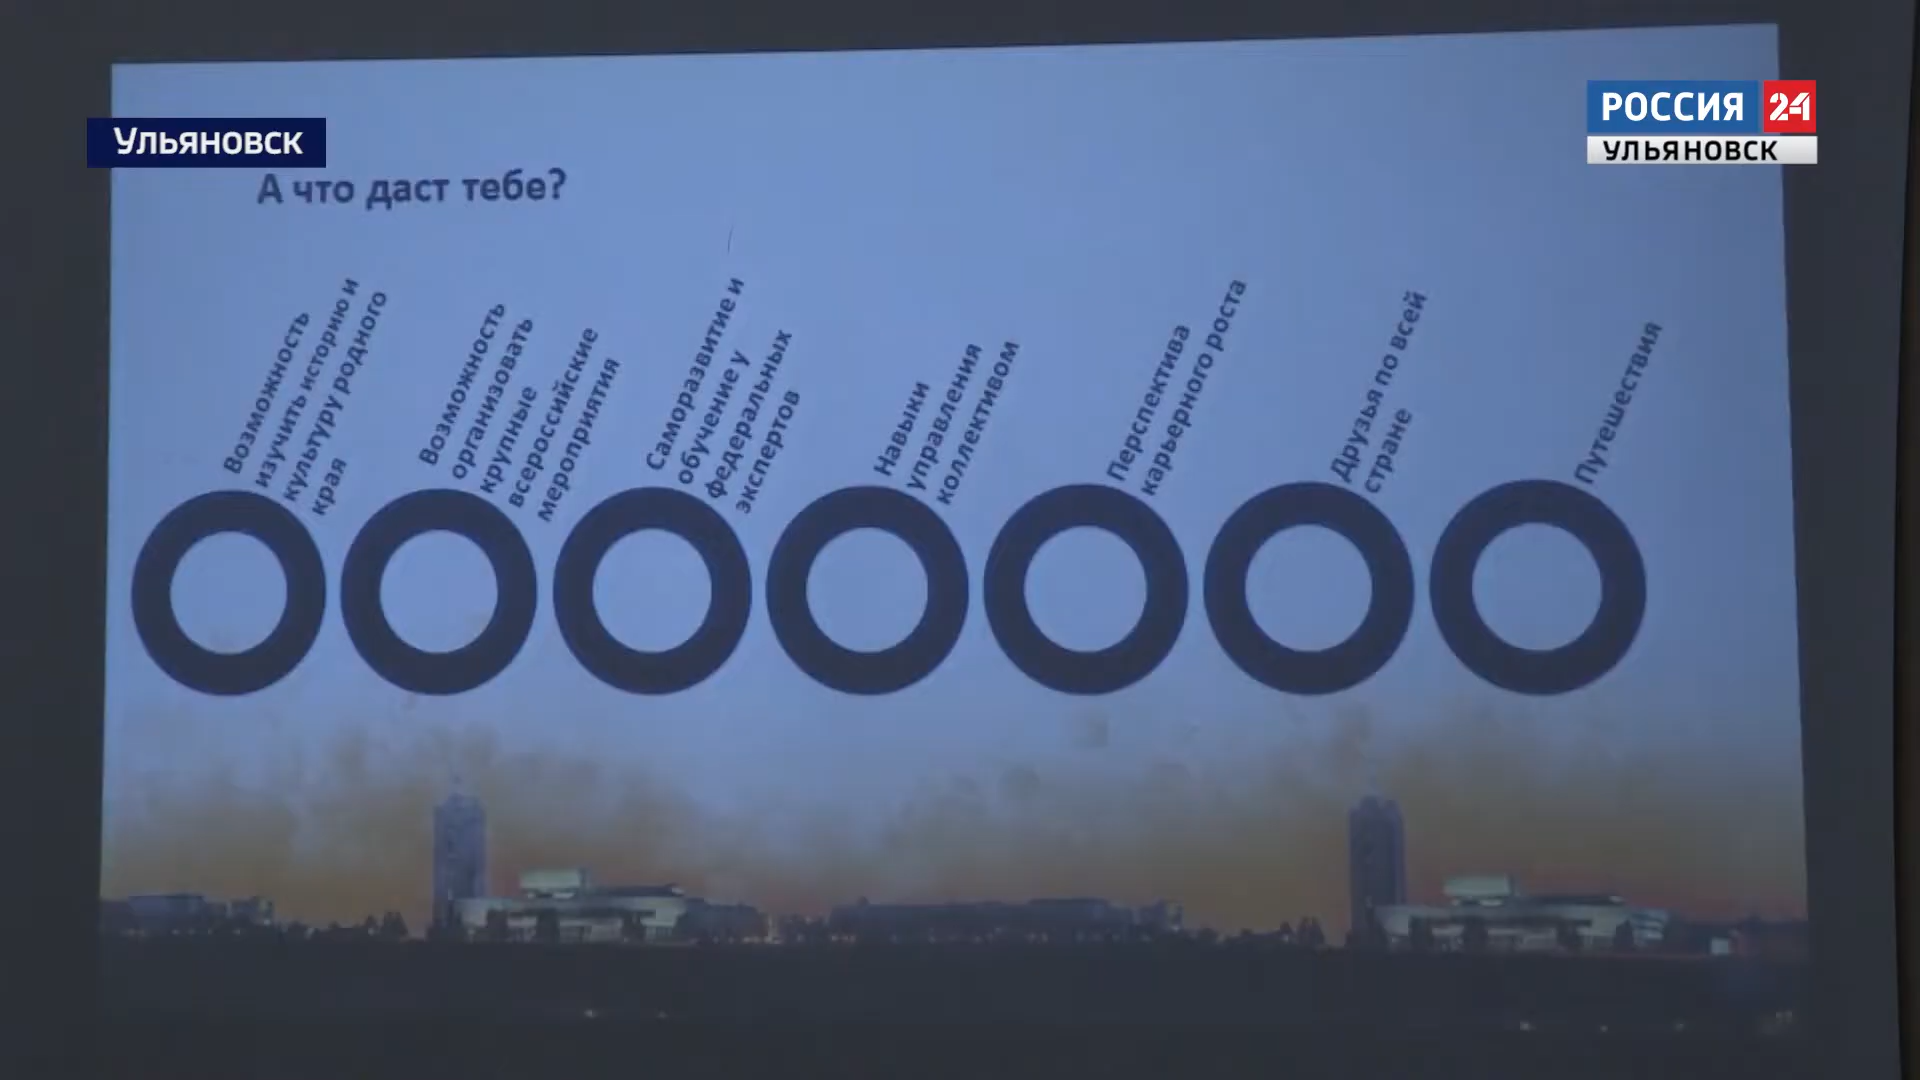 Ульяновск
РОССИЯ 24
УЛЬЯНОВСК
А что даст тебе?
Возможность
изучить историю и
культуру родного
края
Возможность
организовать
крупные
всероссийские
мероприятия
Саморазвитие и
обучение у
федеральных
экспертов
Навыки
управления
коллективом
Перспектива
карьерного роста
Друзья по всей
стране
Путешествия